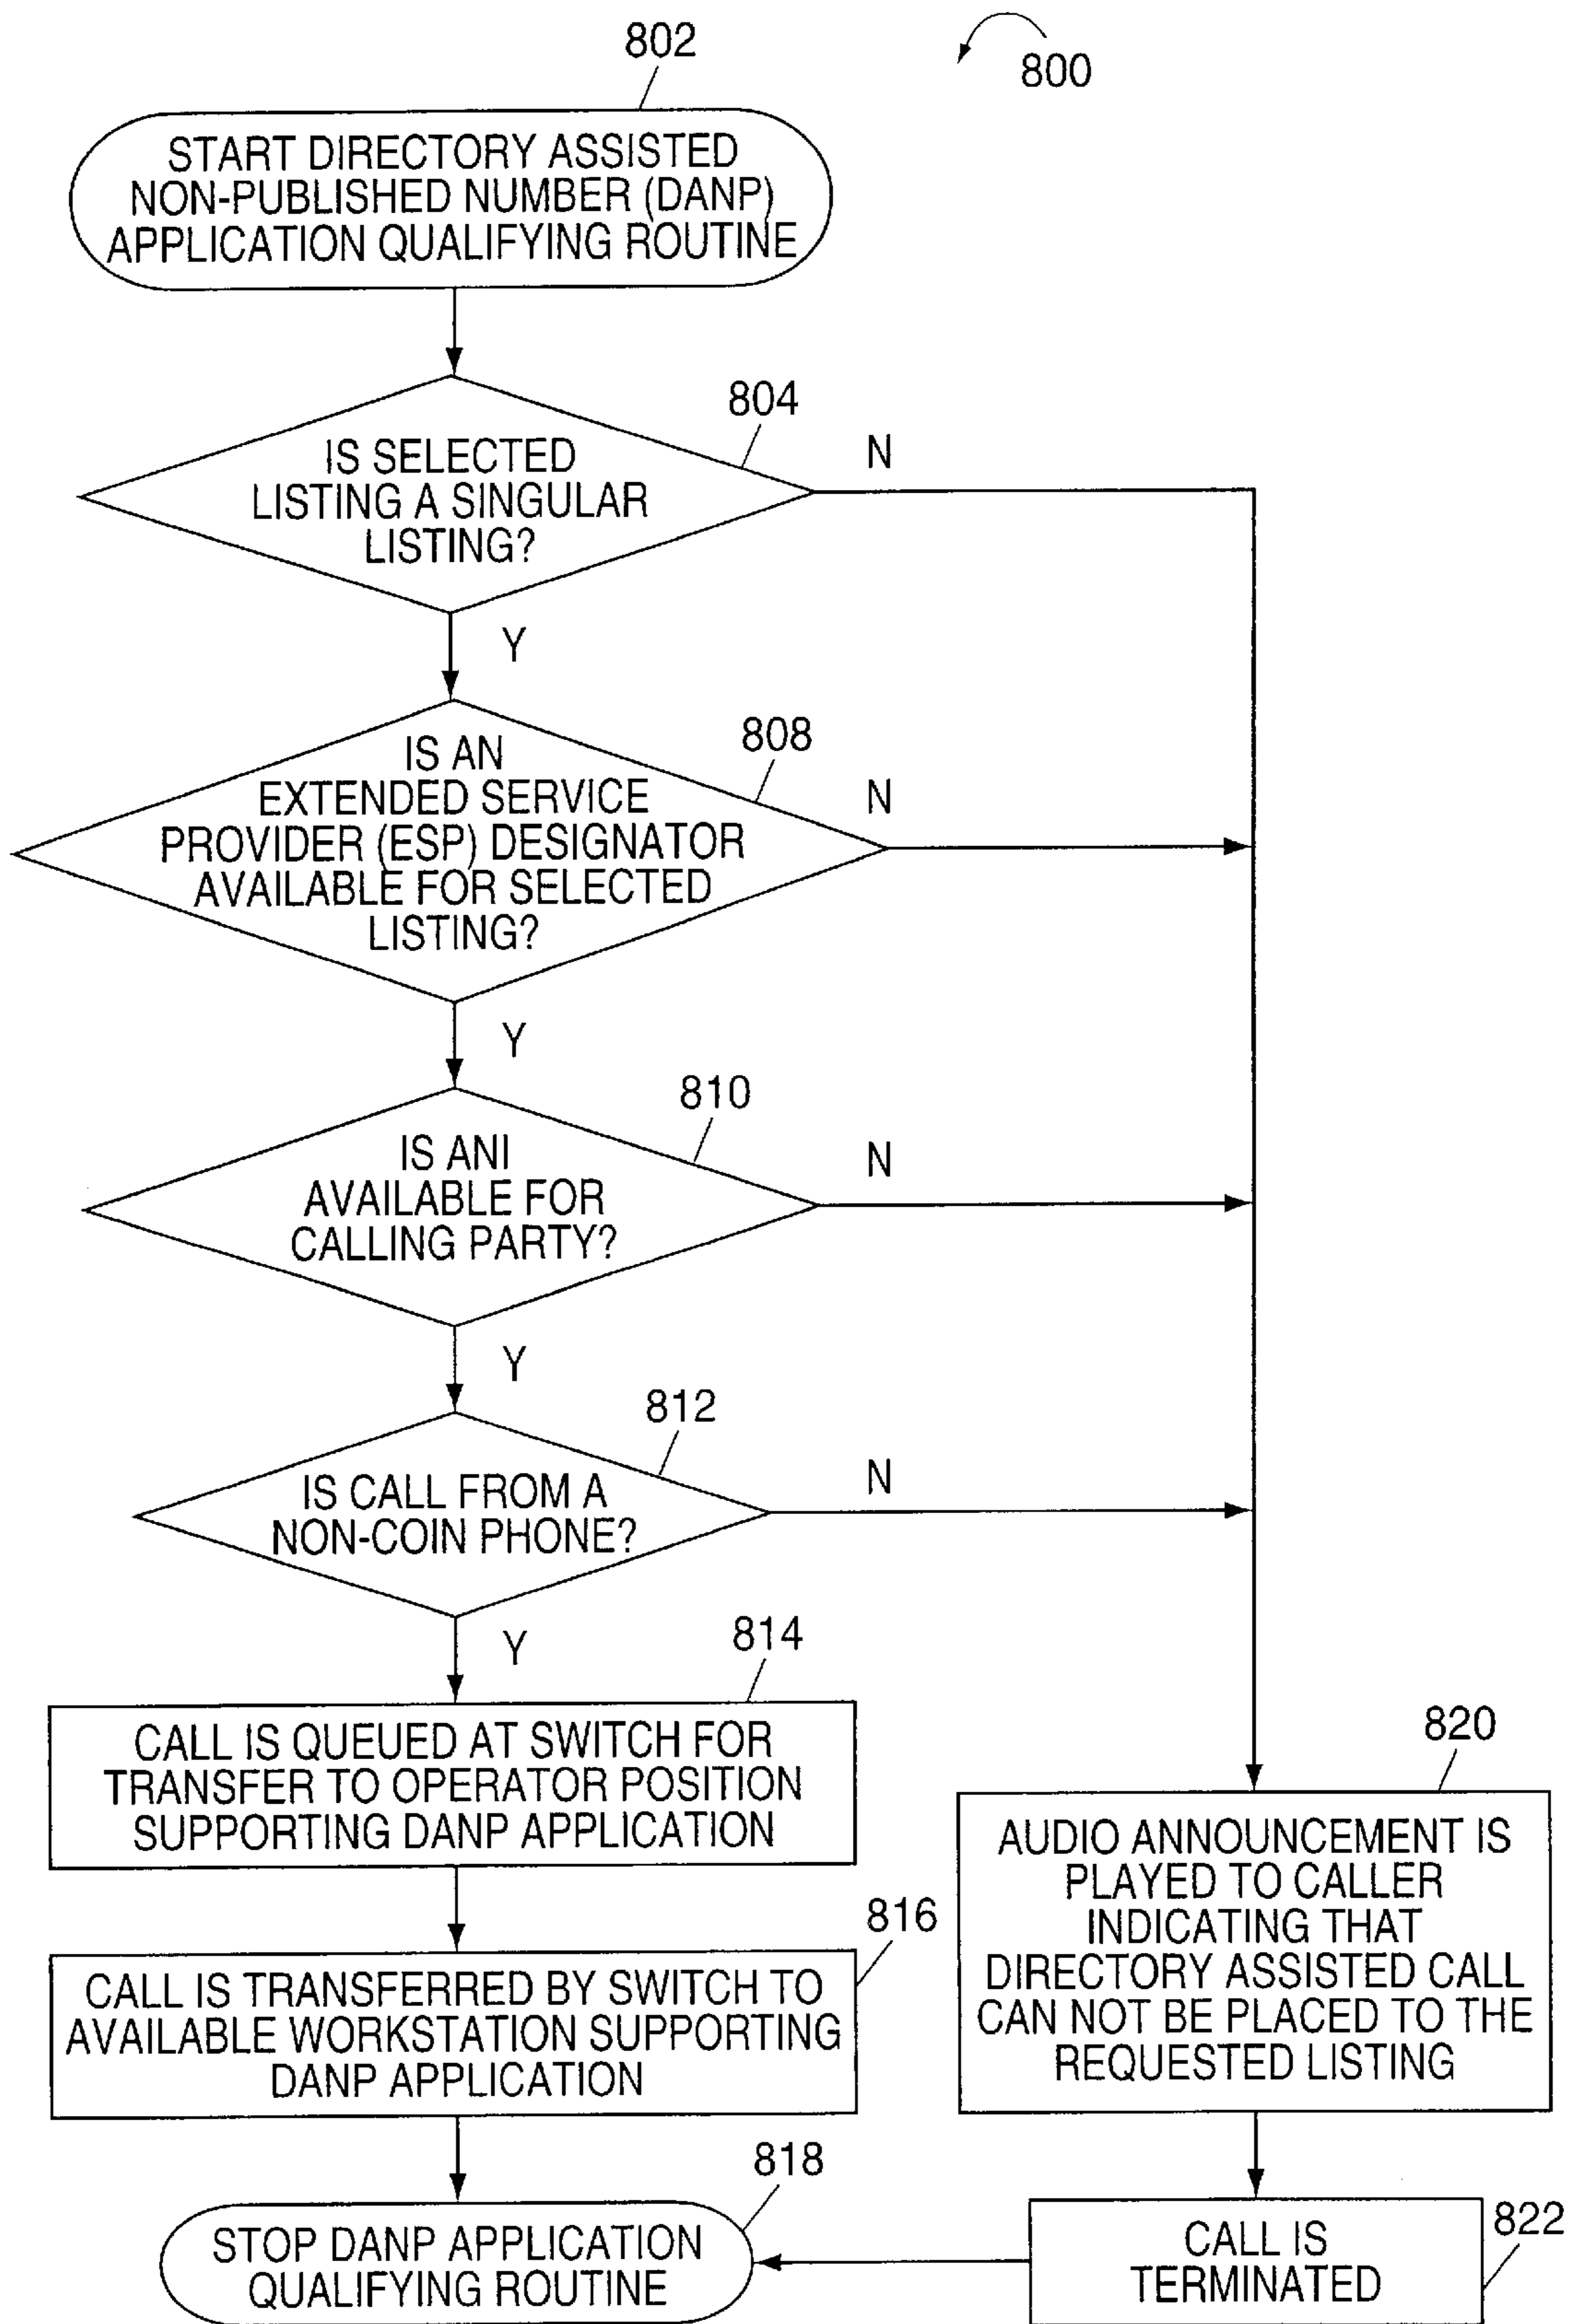 802
800
START DIRECTORY ASSISTED
NON-PUBLISHED NUMBER (DANP)
APPLICATION QUALIFYING ROUTINE
804
N
IS SELECTED
LISTING A SINGULAR
LISTING?
Y
808
N
IS AN
EXTENDED SERVICE
PROVIDER (ESP) DESIGNATOR
AVAILABLE FOR SELECTED
LISTING?
Y
810
N
IS ANI
AVAILABLE FOR
CALLING PARTY?
Y
812
N
IS CALL FROM A
NON-COIN PHONE?
Y
814
CALL IS QUEUED AT SWITCH FOR
TRANSFER TO OPERATOR POSITION
SUPPORTING DANP APPLICATION
816
CALL IS TRANSFERRED BY SWITCH TO
AVAILABLE WORKSTATION SUPPORTING
DANP APPLICATION
820
AUDIO ANNOUNCEMENT IS
PLAYED TO CALLER
INDICATING THAT
DIRECTORY ASSISTED CALL
CAN NOT BE PLACED TO THE
REQUESTED LISTING
818
STOP DANP APPLICATION
QUALIFYING ROUTINE
822
CALL IS
TERMINATED